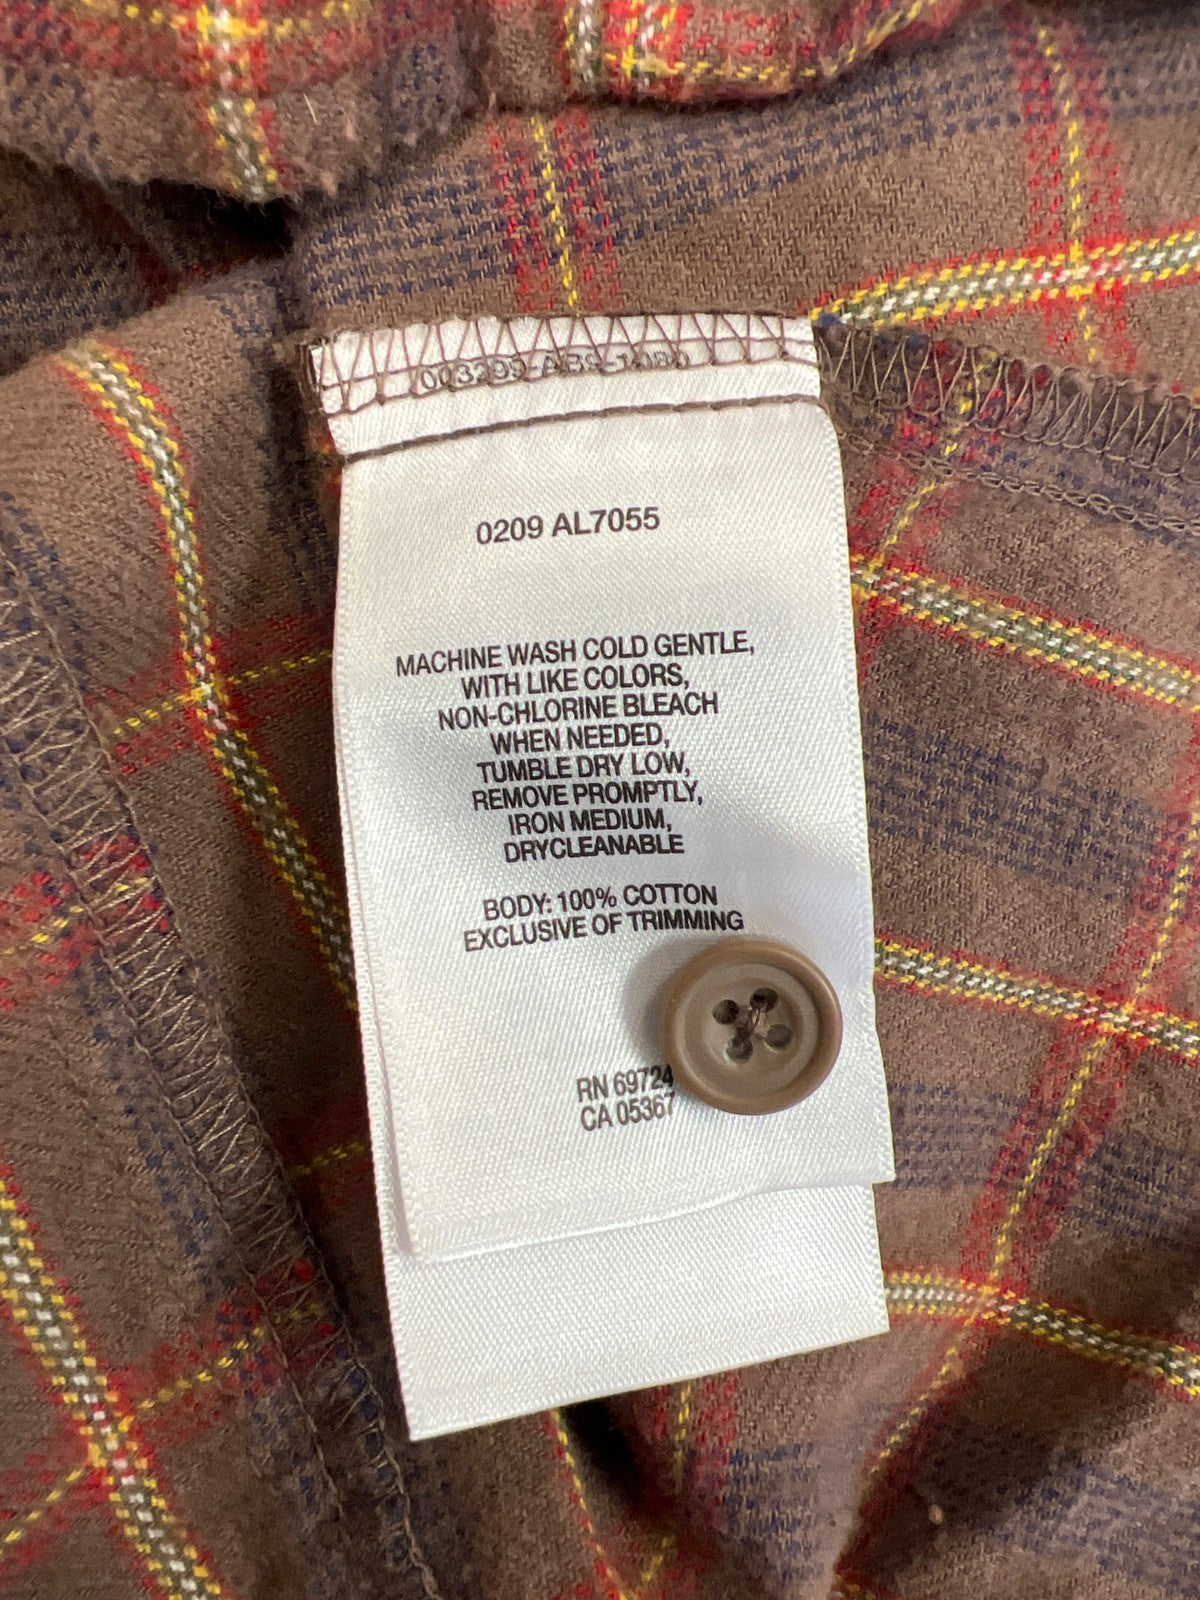 0209 AL7055
MACHINE WASH COLD GENTLE,
WITH LIKE COLORS,
NON-CHLORINE BLEACH
WHEN NEEDED,
TUMBLE DRY LOW,
REMOVE PROMPTLY,
IRON MEDIUM,
DRYCLEANABLE
BODY: 100% COTTON
EXCLUSIVE OF TRIMMING
RN 69724
CA 05367